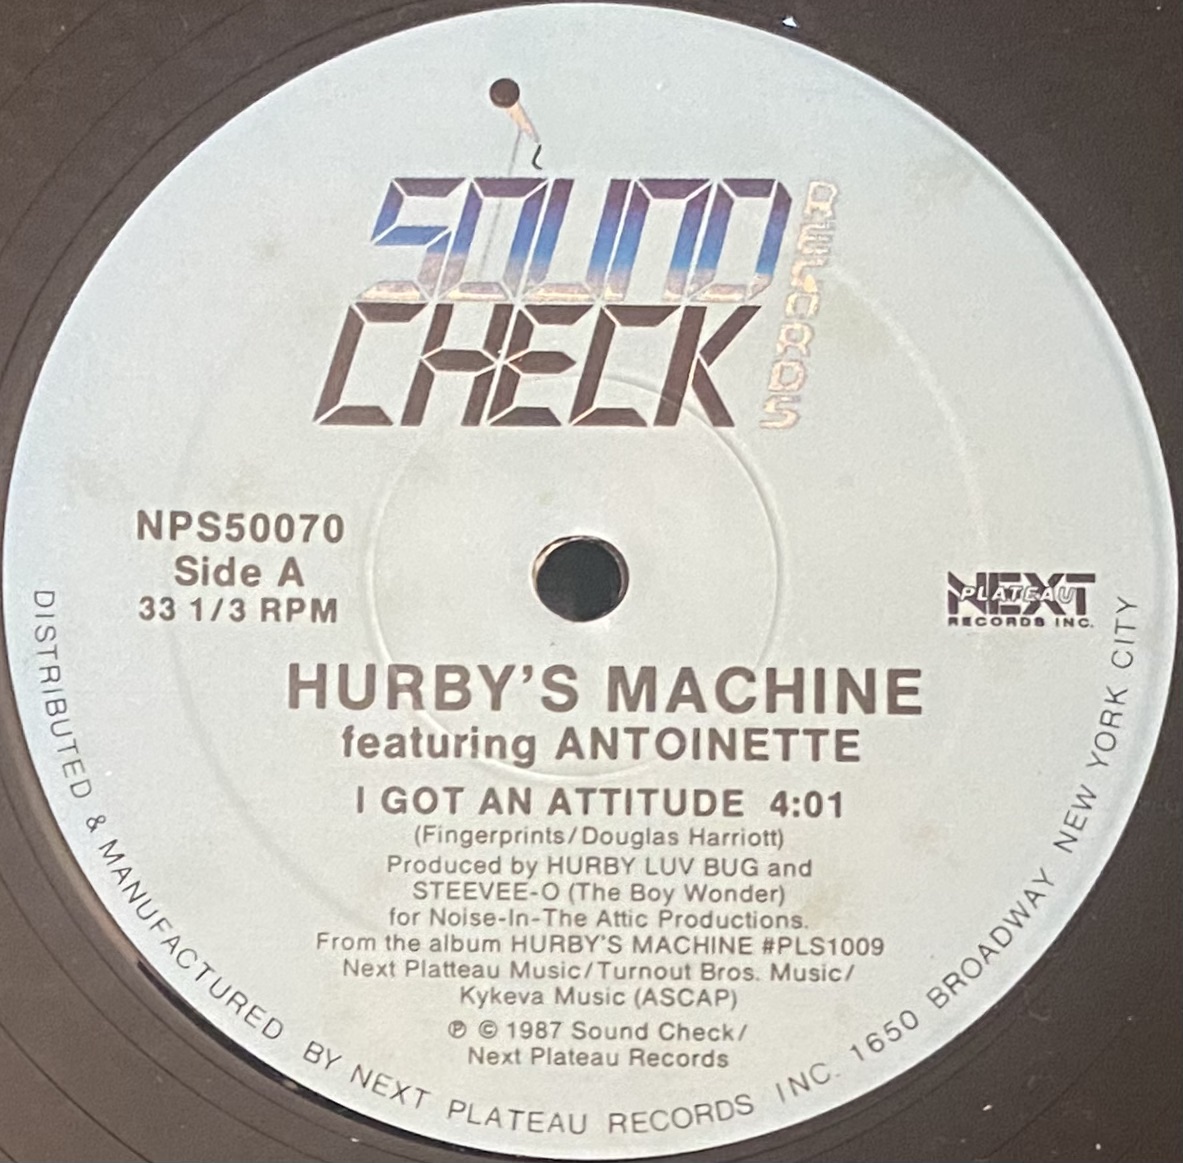 SOUND
CHECK
RECORDS
NPS50070
Side A
33 1/3 RPM
NEXT
PLATEAU
RECORDS INC.
HURBY'S MACHINE
featuring ANTOINETTE
I GOT AN ATTITUDE 4:01
(Fingerprints/Douglas Harriott)
Produced by HURBY LUV BUG and
STEEVEE-O (The Boy Wonder)
for Noise-In-The Attic Productions.
From the album HURBY'S MACHINE #PLS1009
Next Platteau Music/Turnout Bros. Music/
Kykeva Music (ASCAP)
℗ © 1987 Sound Check/
Next Plateau Records
DISTRIBUTED & MANUFACTURED BY NEXT PLATEAU RECORDS INC. 1650 BROADWAY NEW YORK CITY